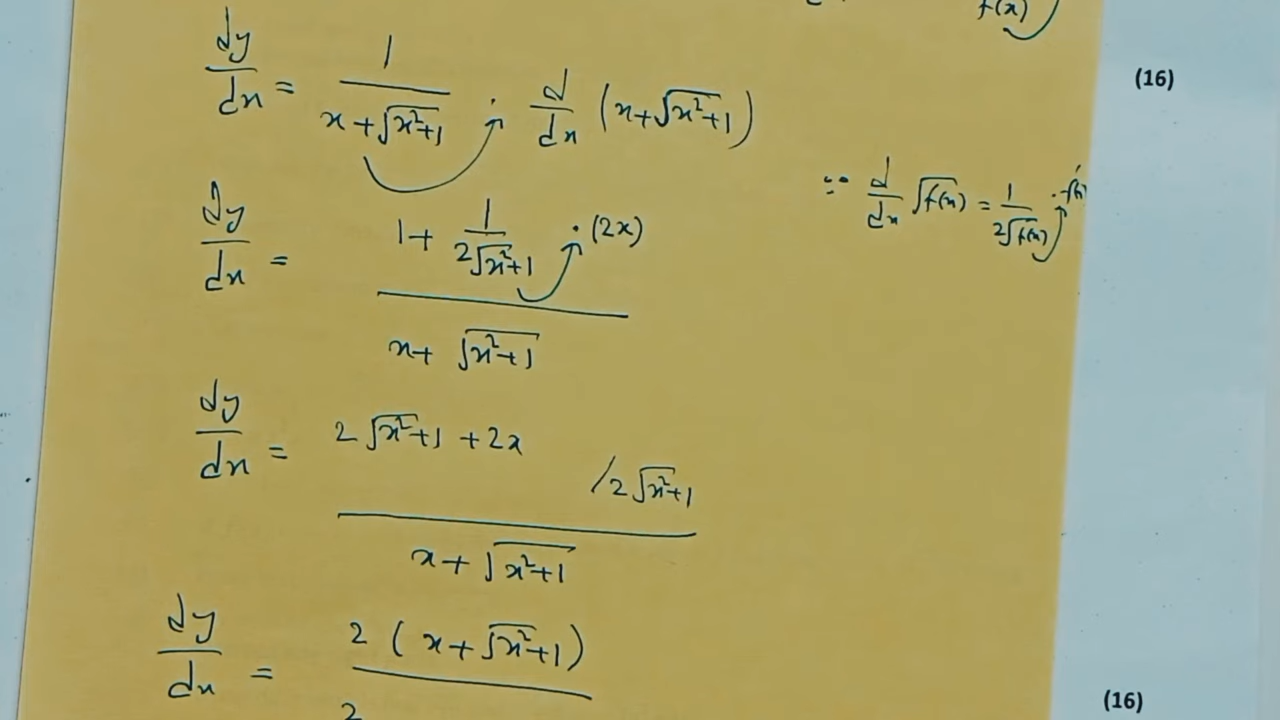 f(x)
dy/dx = 1/(x+√(x²+1)) · d/dx (x+√(x²+1))
(16)
∵ d/dx √f(x) = 1/(2√f(x)) · f'(x)
dy/dx = (1+ 1/(2√(x²+1)) · (2x))/(x+ √(x²+1))
dy/dx = (2√(x²+1) +2x /2√(x²+1))/(x+√(x²+1))
dy/dx = 2(x+√(x²+1))/2
(16)